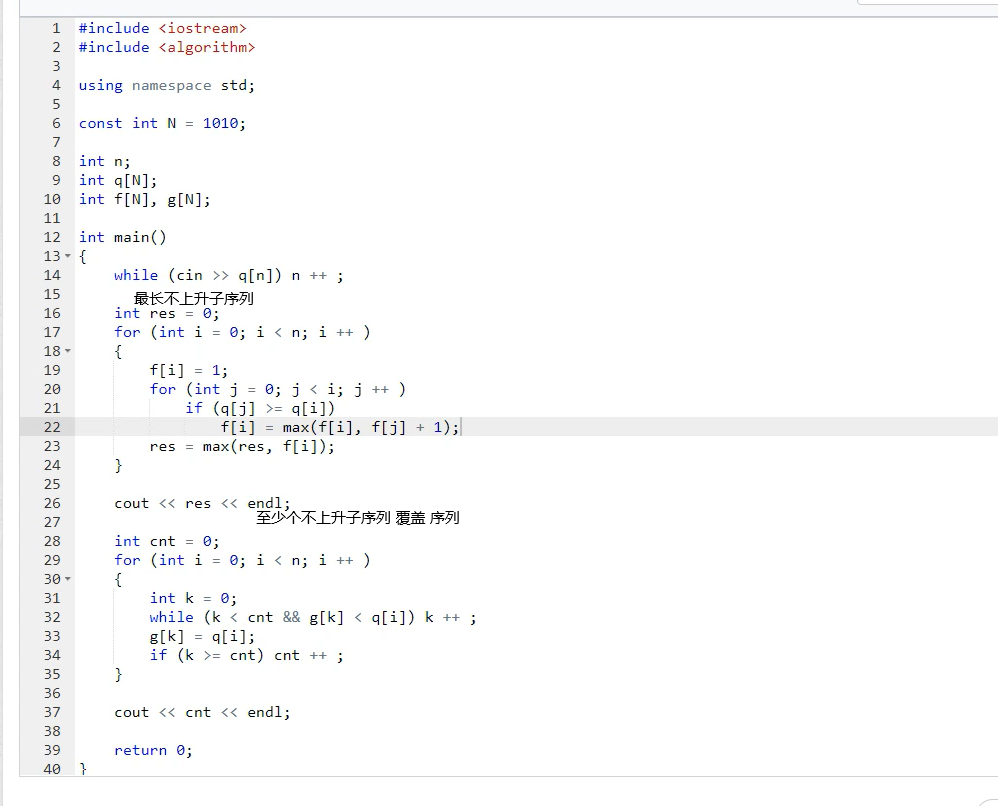 1 #include <iostream>
2 #include <algorithm>
3
4 using namespace std;
5
6 const int N = 1010;
7
8 int n;
9 int q[N];
10 int f[N], g[N];
11
12 int main()
13 {
14 while (cin >> q[n]) n ++ ;
15
最长不上升子序列
16 int res = 0;
17 for (int i = 0; i < n; i ++ )
18 {
19 f[i] = 1;
20 for (int j = 0; j < i; j ++ )
21 if (q[j] >= q[i])
22 f[i] = max(f[i], f[j] + 1);
23 res = max(res, f[i]);
24 }
25
26 cout << res << endl;
至少个不上升子序列 覆盖 序列
27
28 int cnt = 0;
29 for (int i = 0; i < n; i ++ )
30 {
31 int k = 0;
32 while (k < cnt && g[k] < q[i]) k ++ ;
33 g[k] = q[i];
34 if (k >= cnt) cnt ++ ;
35 }
36
37 cout << cnt << endl;
38
39 return 0;
40 }